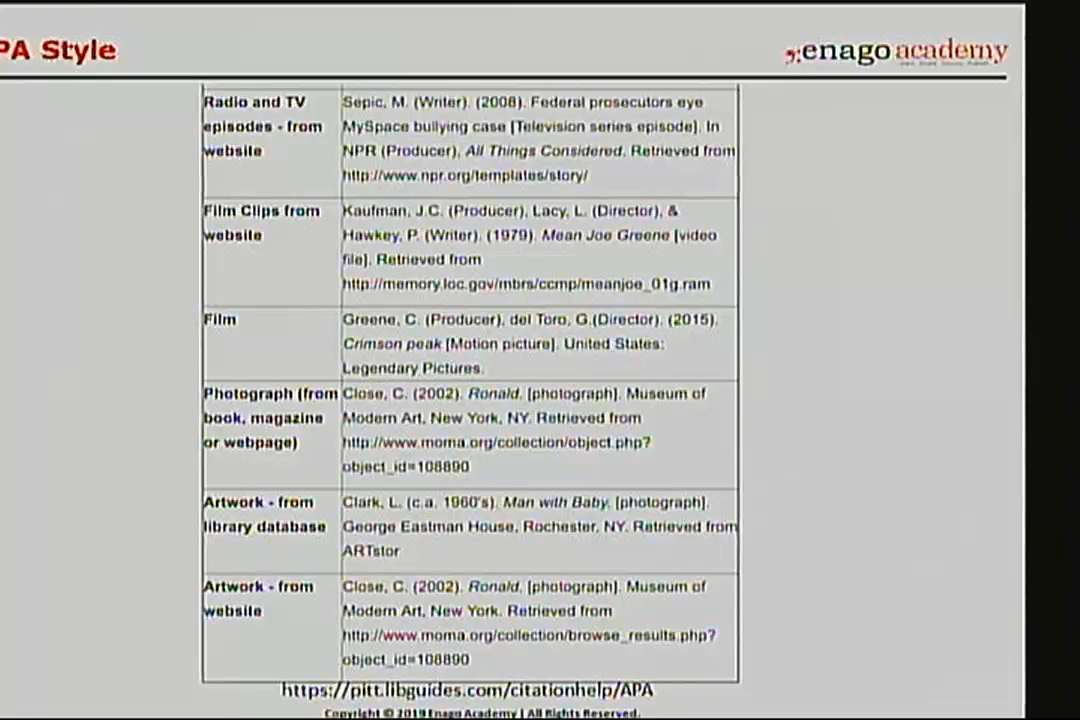 PA Style
enago academy
Radio and TV
episodes - from
website
Sepic, M. (Writer). (2008). Federal prosecutors eye
MySpace bullying case [Television series episode]. In
NPR (Producer), All Things Considered. Retrieved from
http://www.npr.org/templates/story/
Film Clips from
website
Kaufman, J.C. (Producer), Lacy, L. (Director), &
Hawkey, P. (Writer). (1979). Mean Joe Greene [video
file]. Retrieved from
http://memory.loc.gov/mbrs/ccmp/meanjoe_01g.ram
Film
Greene, C. (Producer), del Toro, G.(Director). (2015).
Crimson peak [Motion picture]. United States:
Legendary Pictures.
Photograph (from
book, magazine
or webpage)
Close, C. (2002). Ronald. [photograph]. Museum of
Modern Art, New York, NY. Retrieved from
http://www.moma.org/collection/object.php?
object_id=108890
Artwork - from
library database
Clark, L. (c.a. 1960's). Man with Baby. [photograph].
George Eastman House, Rochester, NY. Retrieved from
ARTstor
Artwork - from
website
Close, C. (2002). Ronald. [photograph]. Museum of
Modern Art, New York. Retrieved from
http://www.moma.org/collection/browse_results.php?
object_id=108890
https://pitt.libguides.com/citationhelp/APA
Copyright © 2019 Enago Academy | All Rights Reserved.